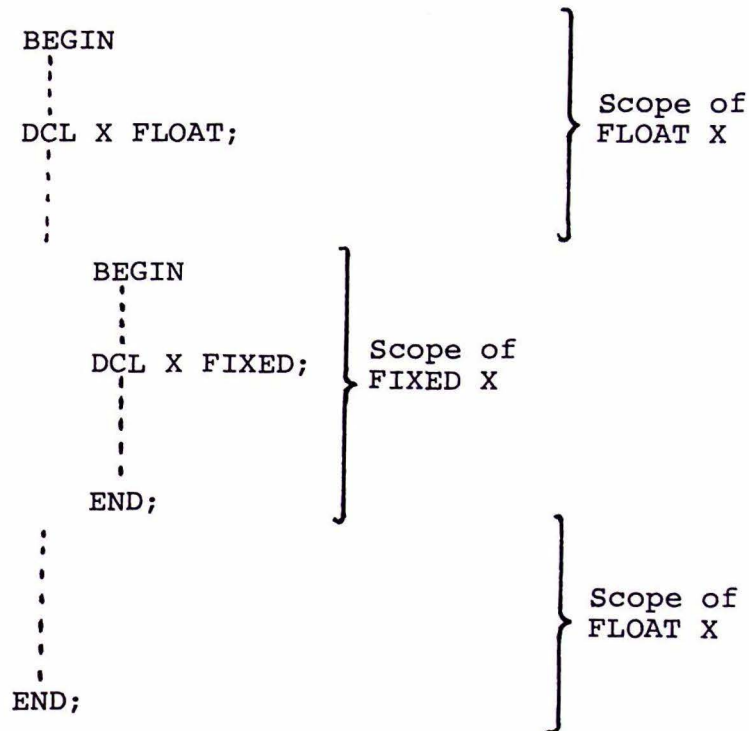 BEGIN
DCL X FLOAT;
Scope of
FLOAT X
BEGIN
DCL X FIXED;
Scope of
FIXED X
END;
Scope of
FLOAT X
END;